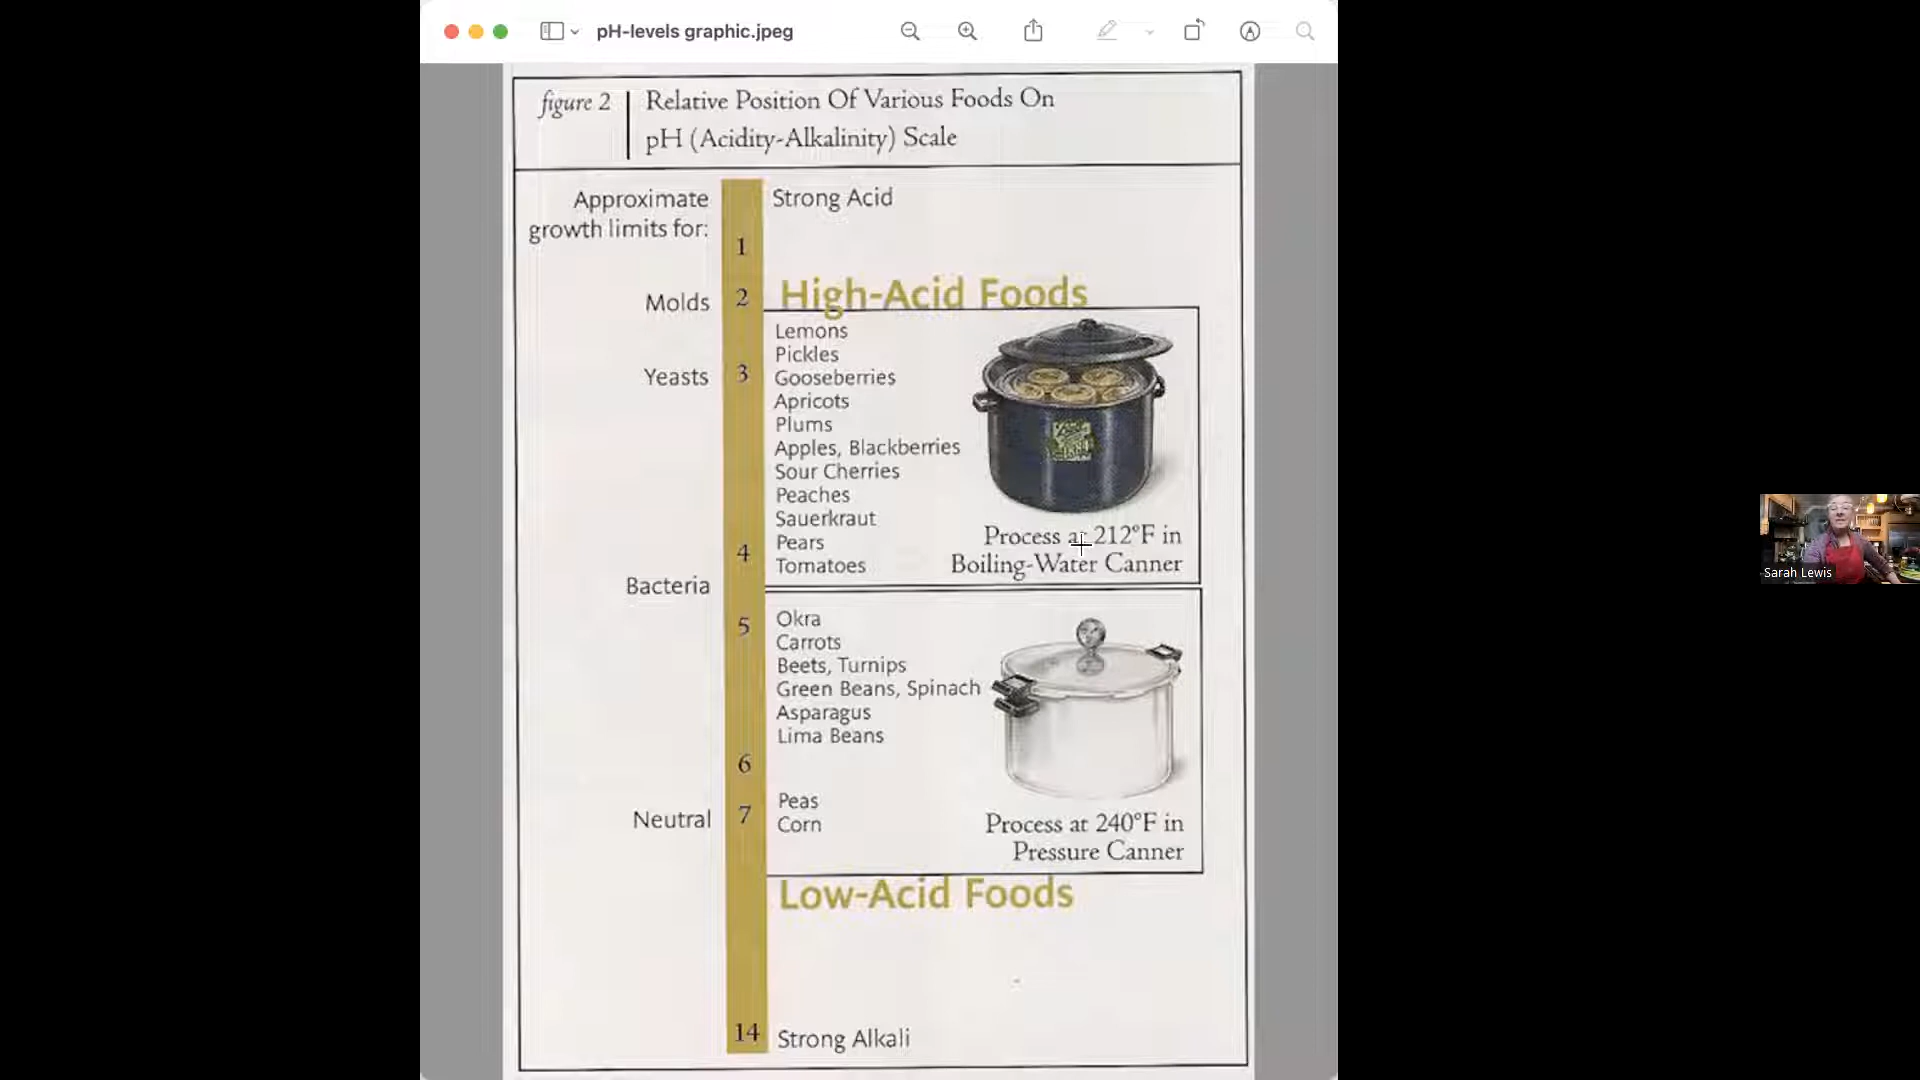 pH-levels graphic.jpeg
figure 2
Relative Position Of Various Foods On
pH (Acidity-Alkalinity) Scale
Approximate
growth limits for:
Strong Acid
1
Molds
2
High-Acid Foods
Lemons
Pickles
Yeasts
3
Gooseberries
Apricots
Plums
Apples, Blackberries
Sour Cherries
Peaches
Sauerkraut
4
Pears
Tomatoes
Process at 212°F in
Boiling-Water Canner
Bacteria
5
Okra
Carrots
Beets, Turnips
Green Beans, Spinach
Asparagus
Lima Beans
6
Neutral
7
Peas
Corn
Process at 240°F in
Pressure Canner
Low-Acid Foods
14
Strong Alkali
Sarah Lewis